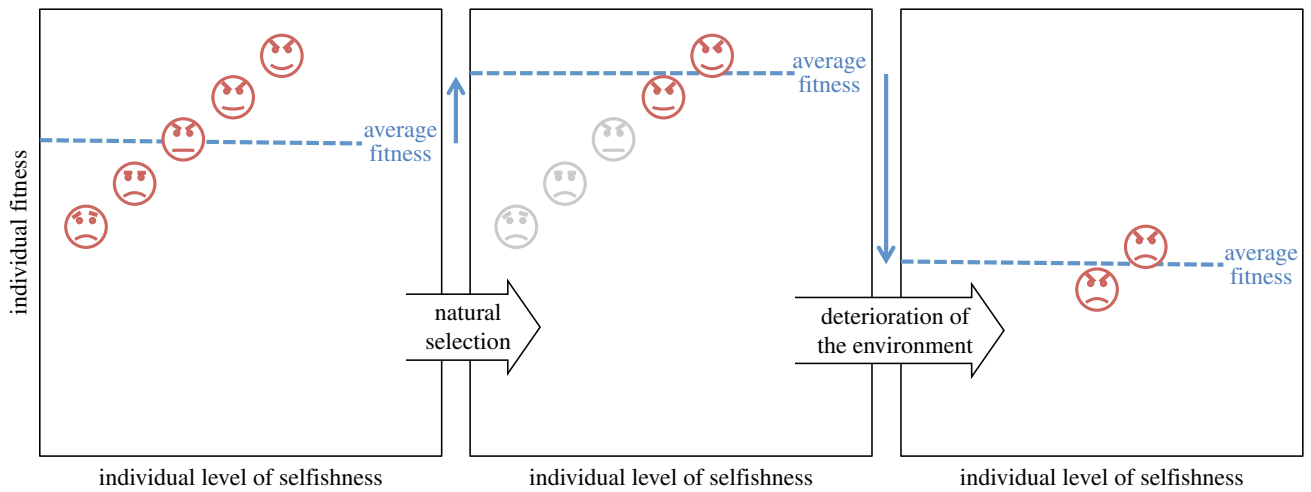 individual fitness
average
fitness
individual level of selfishness
natural
selection
average
fitness
individual level of selfishness
deterioration of
the environment
average
fitness
individual level of selfishness